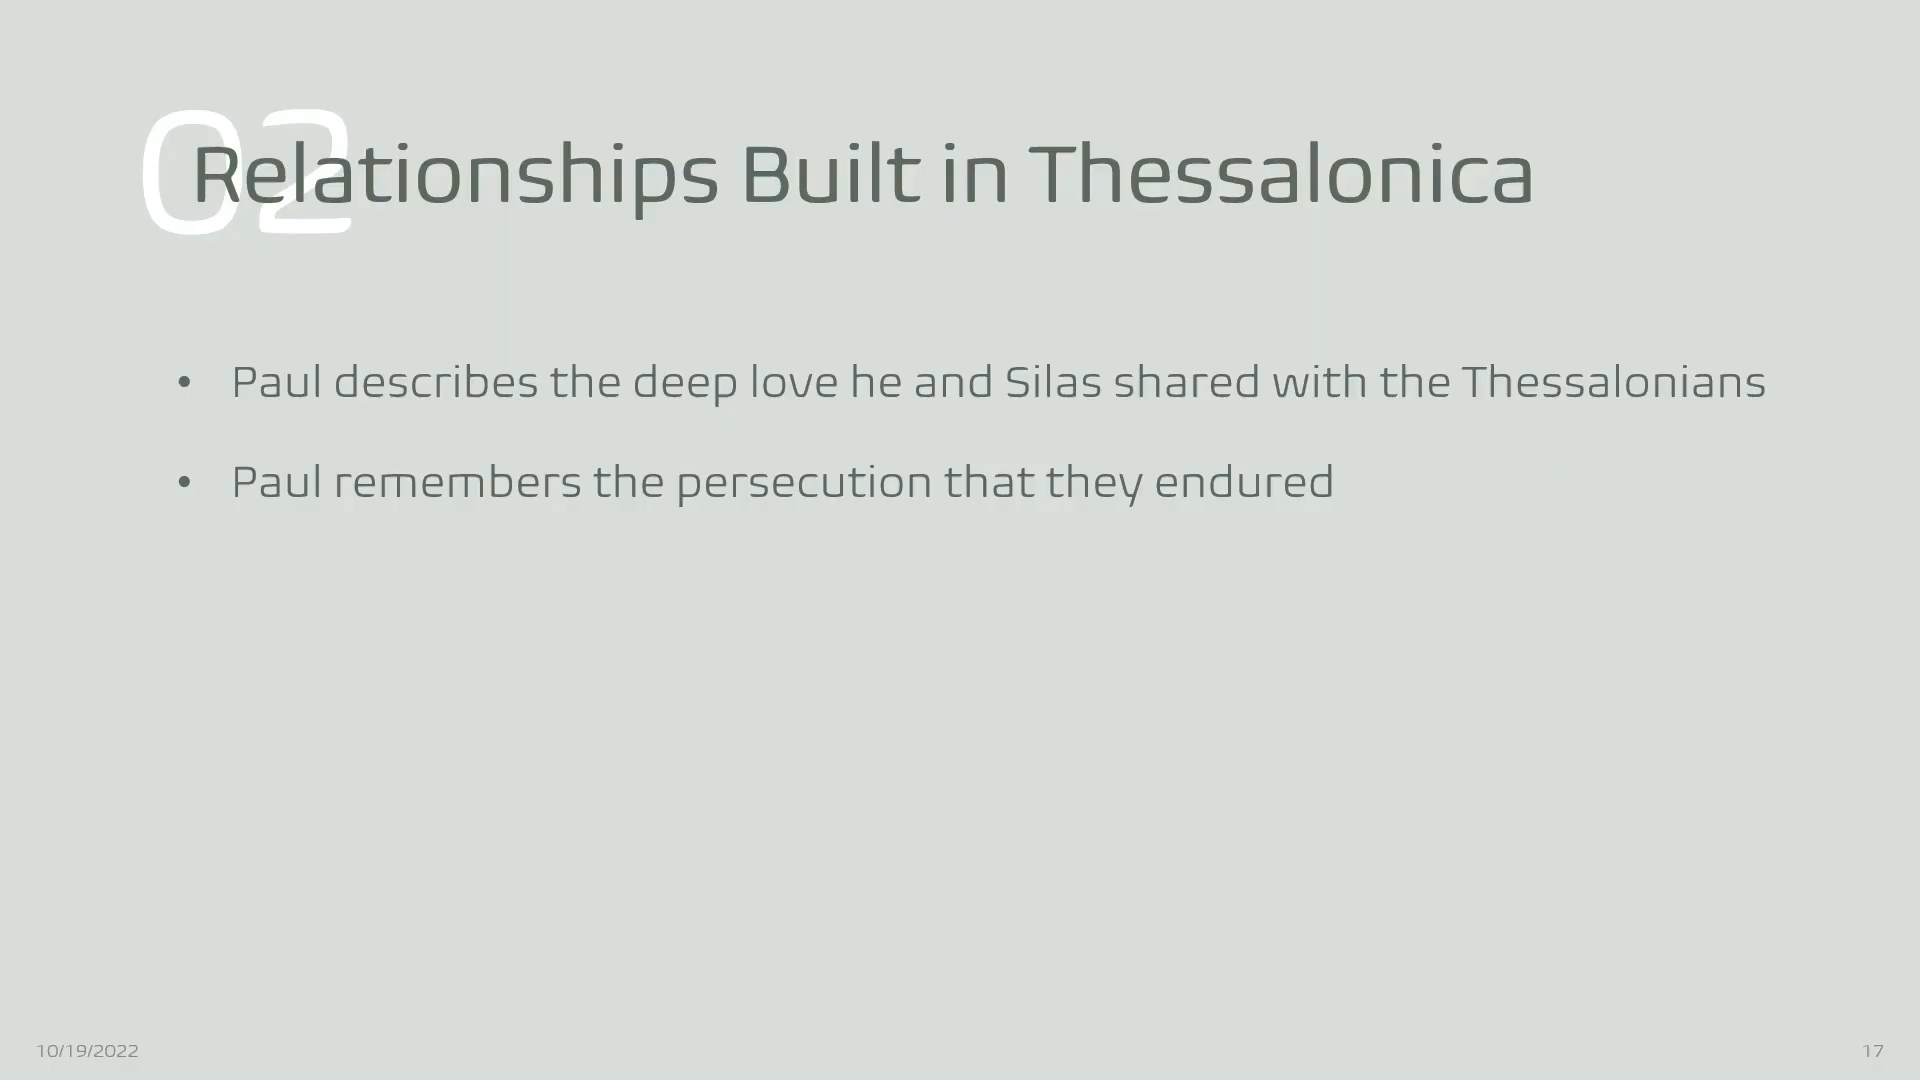 02
Relationships Built in Thessalonica
• Paul describes the deep love he and Silas shared with the Thessalonians
• Paul remembers the persecution that they endured
10/19/2022
17